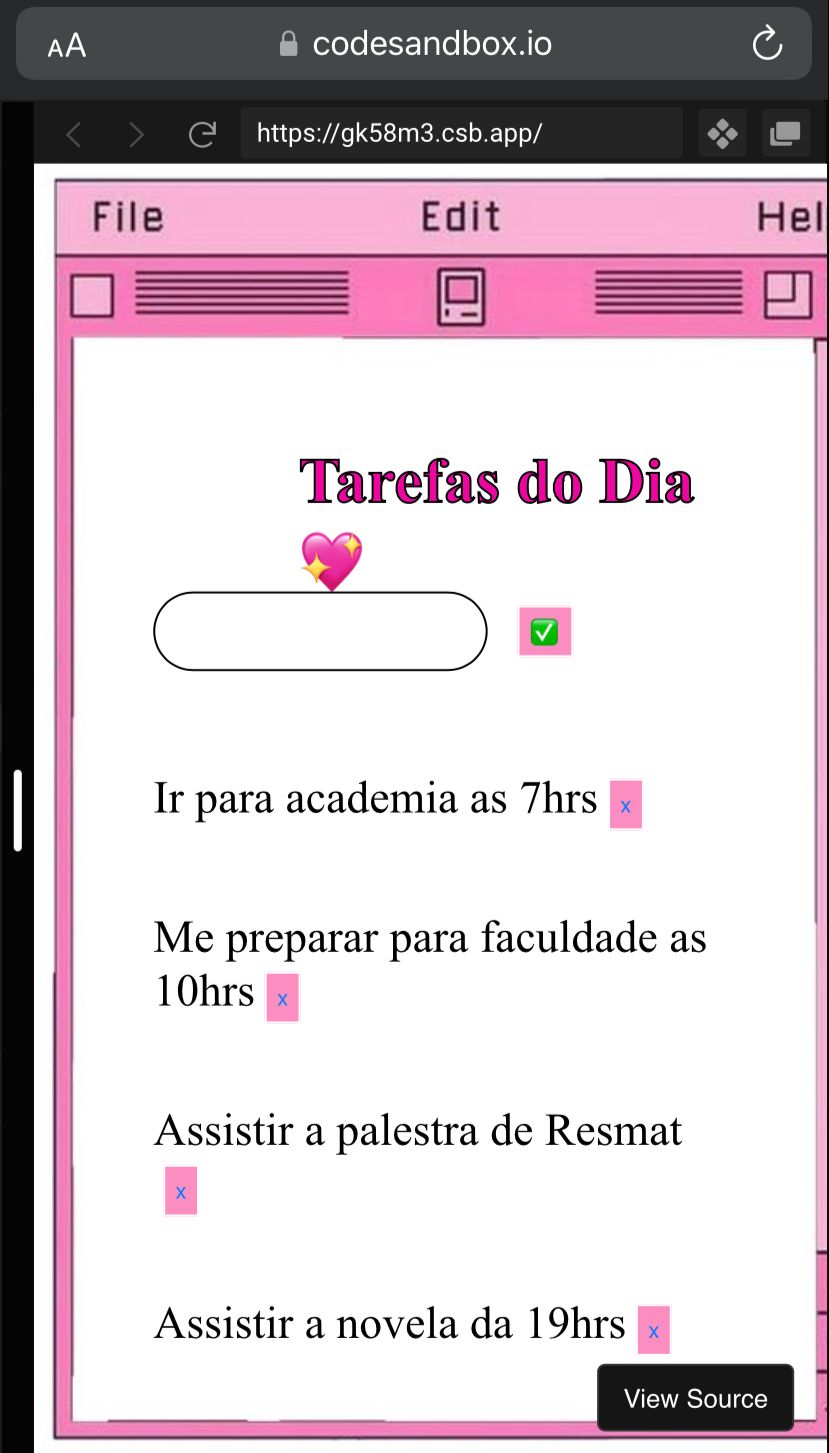 AA codesandbox.io
https://gk58m3.csb.app/
File Edit Hel
Tarefas do Dia
💖
✅
Ir para academia as 7hrs x
Me preparar para faculdade as
10hrs x
Assistir a palestra de Resmat
x
Assistir a novela da 19hrs x
View Source